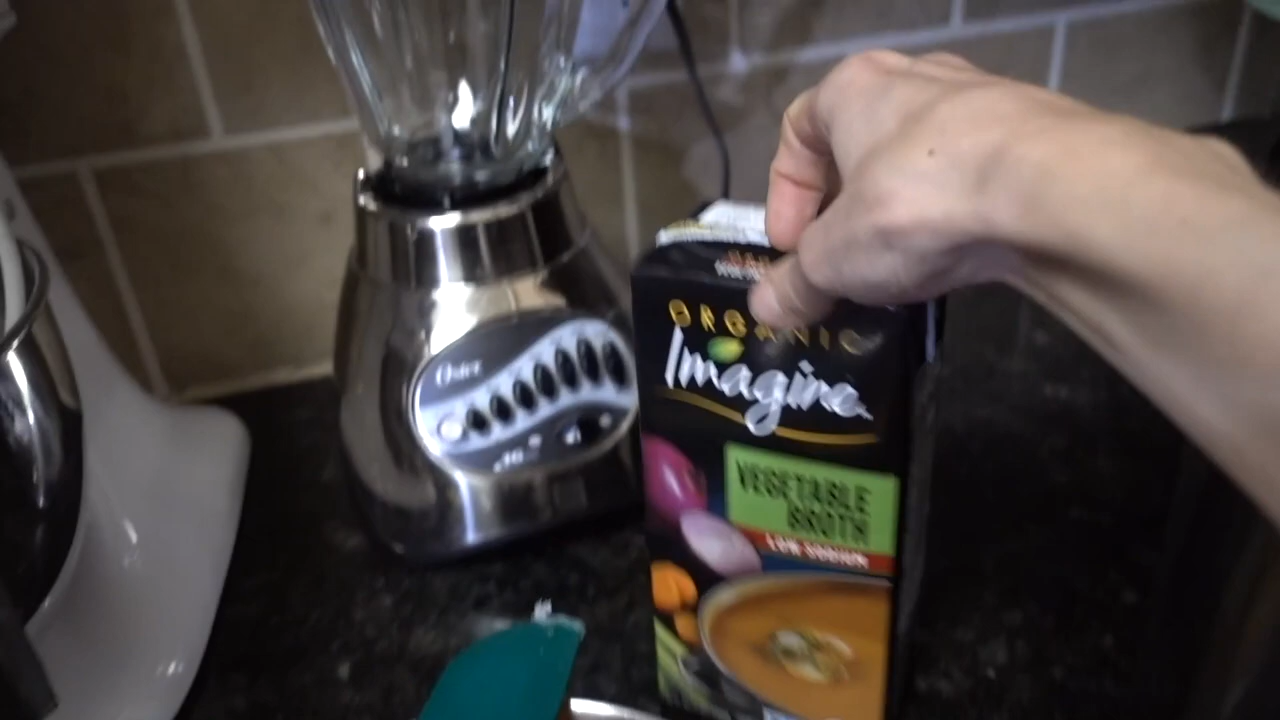 Oster
ORGANIC
Imagine
VEGETABLE
BROTH
LOW SODIUM